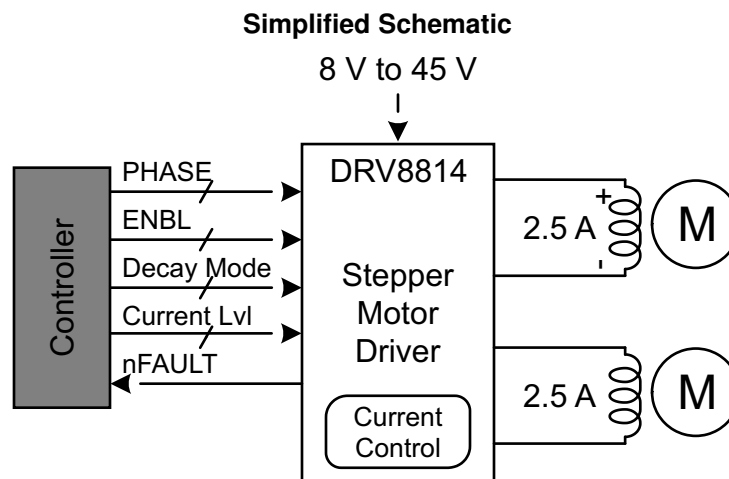 Simplified Schematic
8 V to 45 V
Controller
PHASE
ENBL
Decay Mode
Current Lvl
nFAULT
DRV8814
Stepper
Motor
Driver
Current
Control
+
2.5 A
-
M
2.5 A
M